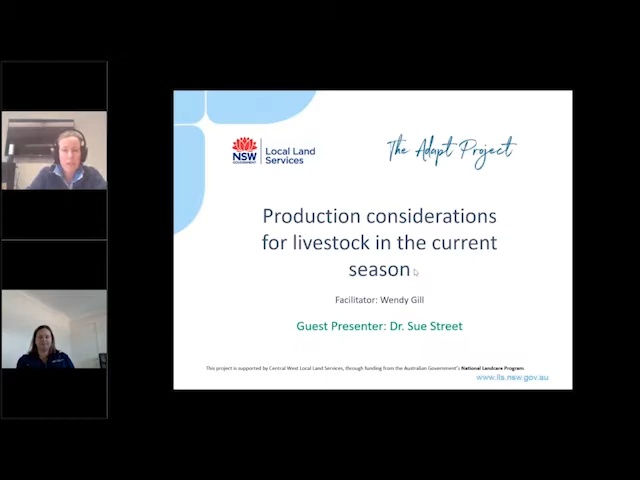 NSW
GOVERNMENT
Local Land
Services
The Adapt Project
Production considerations
for livestock in the current
season
Facilitator: Wendy Gill
Guest Presenter: Dr. Sue Street
This project is supported by Central West Local Land Services, through funding from the Australian Government's National Landcare Program
www.lls.nsw.gov.au